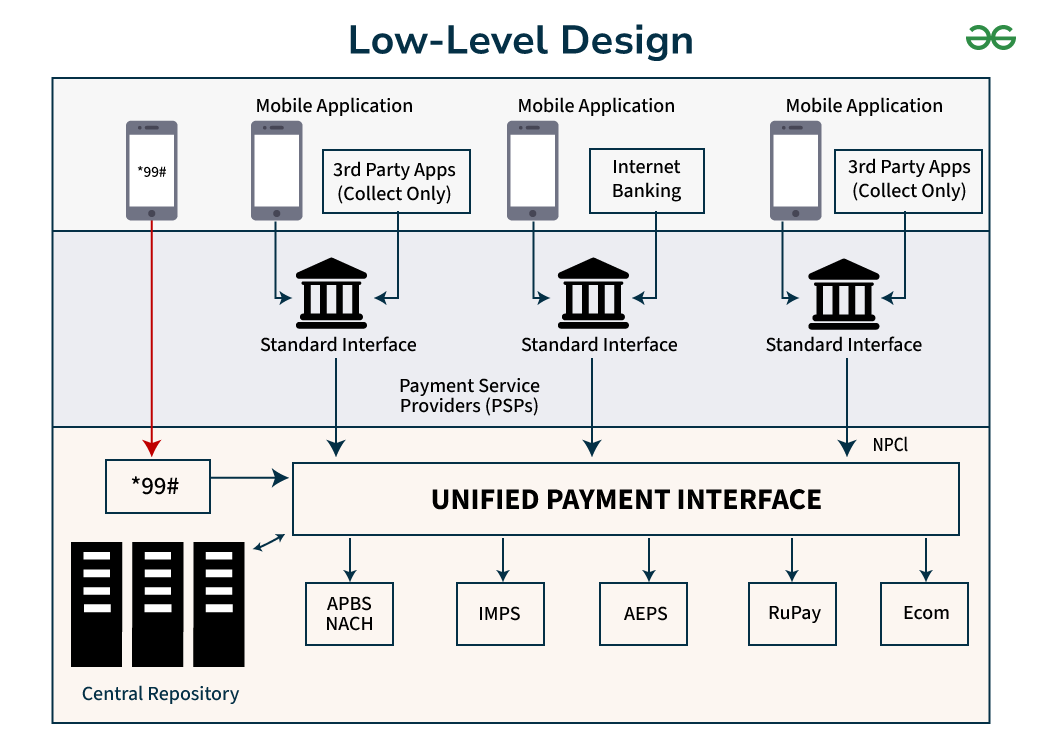 Low-Level Design
Mobile Application
Mobile Application
Mobile Application
*99#
3rd Party Apps
(Collect Only)
Internet
Banking
3rd Party Apps
(Collect Only)
Standard Interface
Standard Interface
Standard Interface
Payment Service
Providers (PSPs)
NPCl
*99#
UNIFIED PAYMENT INTERFACE
APBS
NACH
IMPS
AEPS
RuPay
Ecom
Central Repository